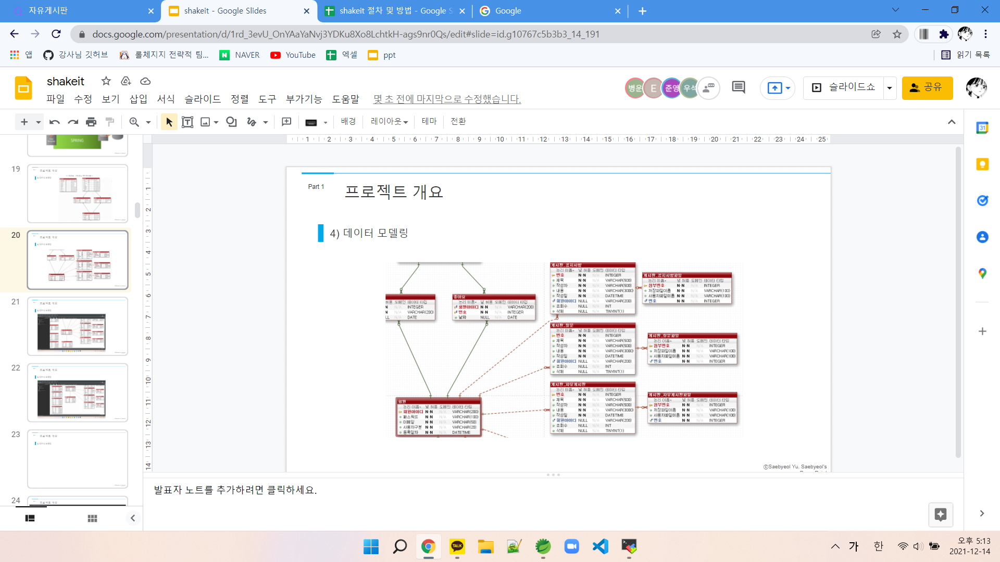 자유게시판
shakeit - Google Slides
shakeit 절차 및 방법 - Google S
Google
docs.google.com/presentation/d/1rd_3evU_OnYAaYaNvj3YDKu8Xo8LchtkH-ags9nr0Qs/edit#slide=id.g10767c5b3b3_14_191
앱
강사님 깃허브
롤체지지 전략적 팀...
NAVER
YouTube
엑셀
ppt
읽기 목록
shakeit
파일 수정 보기 삽입 서식 슬라이드 정렬 도구 부가기능 도움말
몇 초 전에 마지막으로 수정했습니다.
병운
E
준영
우석
슬라이드쇼
공유
배경
레이아웃
테마
전환
1 2 3 4 5 6 7 8 9 10 11 12 13 14 15 16 17 18 19 20 21 22 23 24 25
1 2 3 4 5 6 7 8 9 10 11 12 13 14
SPRING
19
20
21
22
23
24
Part 1
프로젝트 개요
4) 데이터 모델링
허용 도메인 데이터 타입
N/A INTEGER
N/A VARCHAR(200)
N/A DATE
좋아요
논리 이름 널 허용 도메인 데이터 타입
회원아이디 N-N N/A VARCHAR(200)
번호 N-N N/A INTEGER
날짜 NULL N/A DATE
회원
논리 이름 널 허용 도메인 데이터 타입
회원아이디 N-N N/A VARCHAR(200)
패스워드 N-N N/A VARCHAR(100)
이메일 N-N N/A VARCHAR(50)
사용자구분 N-N N/A VARCHAR(20)
등록일자 N-N N/A DATETIME
게시판_공지사항
논리 이름 널 허용 도메인 데이터 타입
번호 N-N N/A INTEGER
제목 N-N N/A VARCHAR(500)
작성자 N-N N/A VARCHAR(500)
내용 N-N N/A VARCHAR(3000)
작성일 N-N N/A DATETIME
회원아이디 NULL N/A VARCHAR(200)
조회수 NULL N/A INT
삭제 NULL N/A TINYINT(1)
게시판_공지사항파일
논리 이름 널 허용 도메인 데이터 타입
첨부번호 N-N N/A INTEGER
저장파일이름 N-N N/A VARCHAR(100)
사용자파일이름 N-N N/A VARCHAR(100)
번호 N-N N/A INTEGER
게시판_질문
논리 이름 널 허용 도메인 데이터 타입
번호 N-N N/A INTEGER
제목 N-N N/A VARCHAR(500)
작성자 N-N N/A VARCHAR(500)
내용 N-N N/A VARCHAR(3000)
작성일 N-N N/A DATETIME
회원아이디 NULL N/A VARCHAR(200)
조회수 NULL N/A INT
삭제 NULL N/A TINYINT(1)
게시판_질문파일
논리 이름 널 허용 도메인 데이터 타입
첨부번호 N-N N/A INTEGER
저장파일이름 N-N N/A VARCHAR(100)
사용자파일이름 N-N N/A VARCHAR(100)
번호 N-N N/A INTEGER
게시판_자유게시판
논리 이름 널 허용 도메인 데이터 타입
번호 N-N N/A INTEGER
제목 N-N N/A VARCHAR(500)
작성자 N-N N/A VARCHAR(500)
내용 N-N N/A VARCHAR(3000)
작성일 N-N N/A DATETIME
회원아이디 NULL N/A VARCHAR(200)
조회수 NULL N/A INT
삭제 NULL N/A TINYINT(1)
게시판_자유게시판파일
논리 이름 널 허용 도메인 데이터 타입
첨부번호 N-N N/A INTEGER
저장파일이름 N-N N/A VARCHAR(100)
사용자파일이름 N-N N/A VARCHAR(100)
번호 N-N N/A INTEGER
ⓒSaebyeol Yu. Saebyeol's
발표자 노트를 추가하려면 클릭하세요.
31
TALK
가
한
오후 5:13
2021-12-14